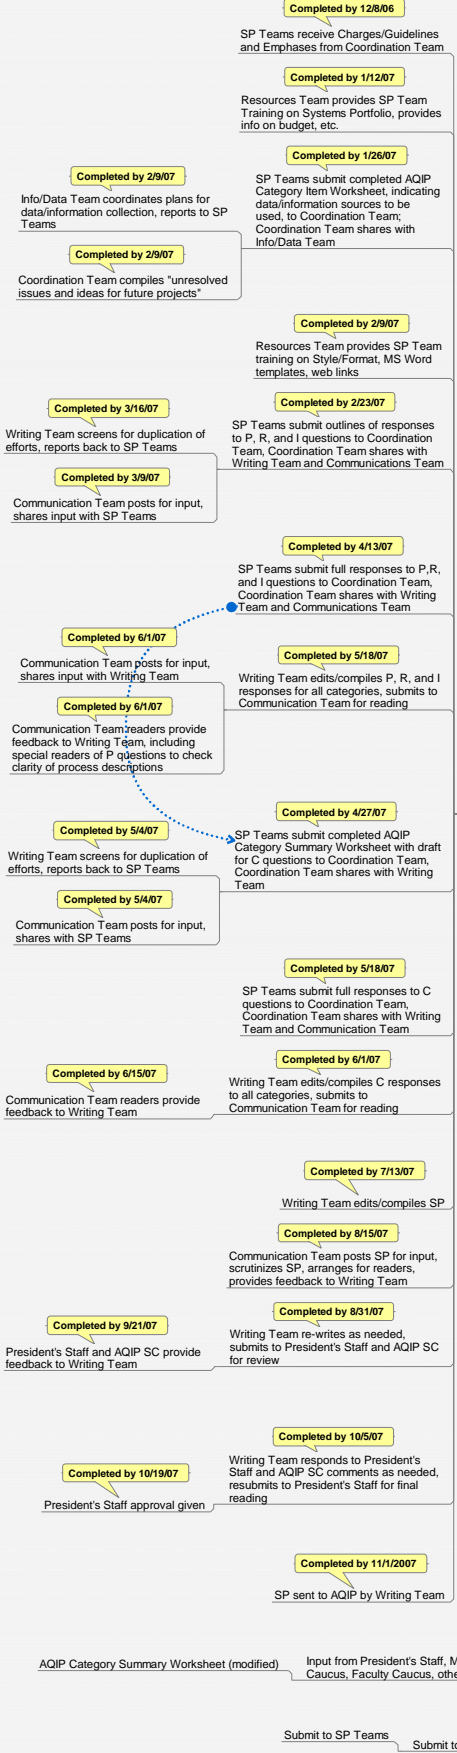 Completed by 12/8/06
SP Teams receive Charges/Guidelines
and Emphases from Coordination Team
Completed by 1/12/07
Resources Team provides SP Team
Training on Systems Portfolio, provides
info on budget, etc.
Completed by 1/26/07
SP Teams submit completed AQIP
Category Item Worksheet, indicating
data/information sources to be
used, to Coordination Team;
Coordination Team shares with
Info/Data Team
Completed by 2/9/07
Info/Data Team coordinates plans for
data/information collection, reports to SP
Teams
Completed by 2/9/07
Coordination Team compiles "unresolved
issues and ideas for future projects"
Completed by 2/9/07
Resources Team provides SP Team
training on Style/Format, MS Word
templates, web links
Completed by 2/23/07
SP Teams submit outlines of responses
to P, R, and I questions to Coordination
Team, Coordination Team shares with
Writing Team and Communications Team
Completed by 3/16/07
Writing Team screens for duplication of
efforts, reports back to SP Teams
Completed by 3/9/07
Communication Team posts for input,
shares input with SP Teams
Completed by 4/13/07
SP Teams submit full responses to P,R,
and I questions to Coordination Team,
Coordination Team shares with Writing
Team and Communications Team
Completed by 5/18/07
Writing Team edits/compiles P, R, and I
responses for all categories, submits to
Communication Team for reading
Completed by 6/1/07
Communication Team posts for input,
shares input with Writing Team
Completed by 6/1/07
Communication Team readers provide
feedback to Writing Team, including
special readers of P questions to check
clarity of process descriptions
Completed by 4/27/07
SP Teams submit completed AQIP
Category Summary Worksheet with draft
for C questions to Coordination Team,
Coordination Team shares with Writing
Team
Completed by 5/4/07
Writing Team screens for duplication of
efforts, reports back to SP Teams
Completed by 5/4/07
Communication Team posts for input,
shares with SP Teams
Completed by 5/18/07
SP Teams submit full responses to C
questions to Coordination Team,
Coordination Team shares with Writing
Team and Communication Team
Completed by 6/1/07
Writing Team edits/compiles C responses
to all categories, submits to
Communication Team for reading
Completed by 6/15/07
Communication Team readers provide
feedback to Writing Team
Completed by 7/13/07
Writing Team edits/compiles SP
Completed by 8/15/07
Communication Team posts SP for input,
scrutinizes SP, arranges for readers,
provides feedback to Writing Team
Completed by 8/31/07
Writing Team re-writes as needed,
submits to President's Staff and AQIP SC
for review
Completed by 9/21/07
President's Staff and AQIP SC provide
feedback to Writing Team
Completed by 10/5/07
Writing Team responds to President's
Staff and AQIP SC comments as needed,
resubmits to President's Staff for final
reading
Completed by 10/19/07
President's Staff approval given
Completed by 11/1/2007
SP sent to AQIP by Writing Team
AQIP Category Summary Worksheet (modified)
Input from President's Staff,
Caucus, Faculty Caucus,
Submit to SP Teams
Submit